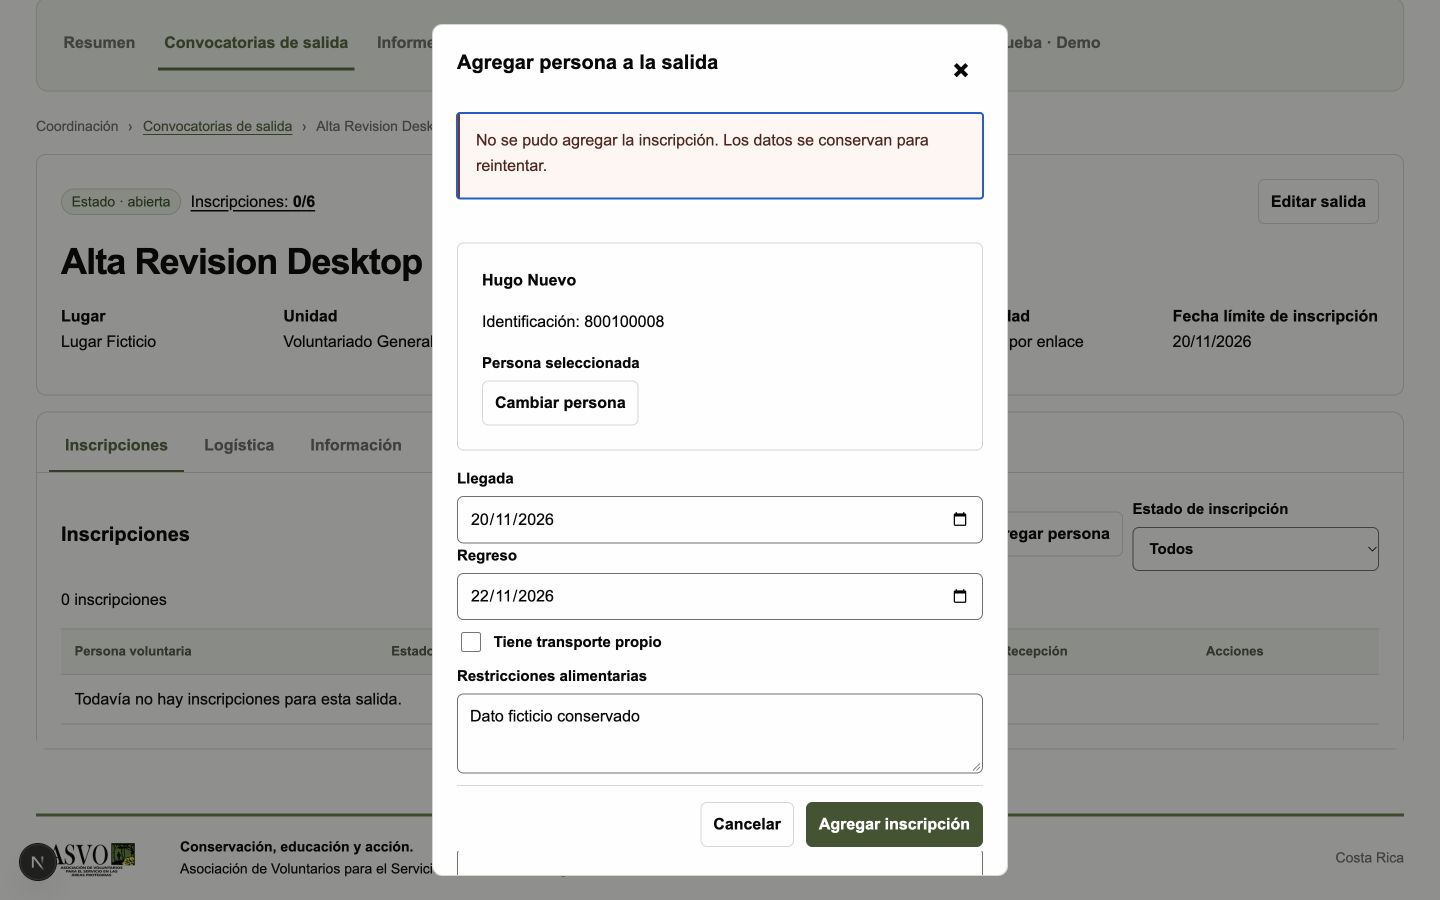 Resumen
Convocatorias de salida
Informe
ueba · Demo
Coordinación › Convocatorias de salida › Alta Revision Desk
Estado · abierta
Inscripciones: 0/6
Editar salida
Alta Revision Desktop
Lugar
Lugar Ficticio
Unidad
Voluntariado General
dad
por enlace
Fecha límite de inscripción
20/11/2026
Inscripciones
Logística
Información
Inscripciones
regar persona
Estado de inscripción
Todos
0 inscripciones
Persona voluntaria
Estado
Recepción
Acciones
Todavía no hay inscripciones para esta salida.
Agregar persona a la salida
No se pudo agregar la inscripción. Los datos se conservan para
reintentar.
Hugo Nuevo
Identificación: 800100008
Persona seleccionada
Cambiar persona
Llegada
20/11/2026
Regreso
22/11/2026
Tiene transporte propio
Restricciones alimentarias
Dato ficticio conservado
Cancelar
Agregar inscripción
N
ASVO
Conservación, educación y acción.
Asociación de Voluntarios para el Servici
Costa Rica